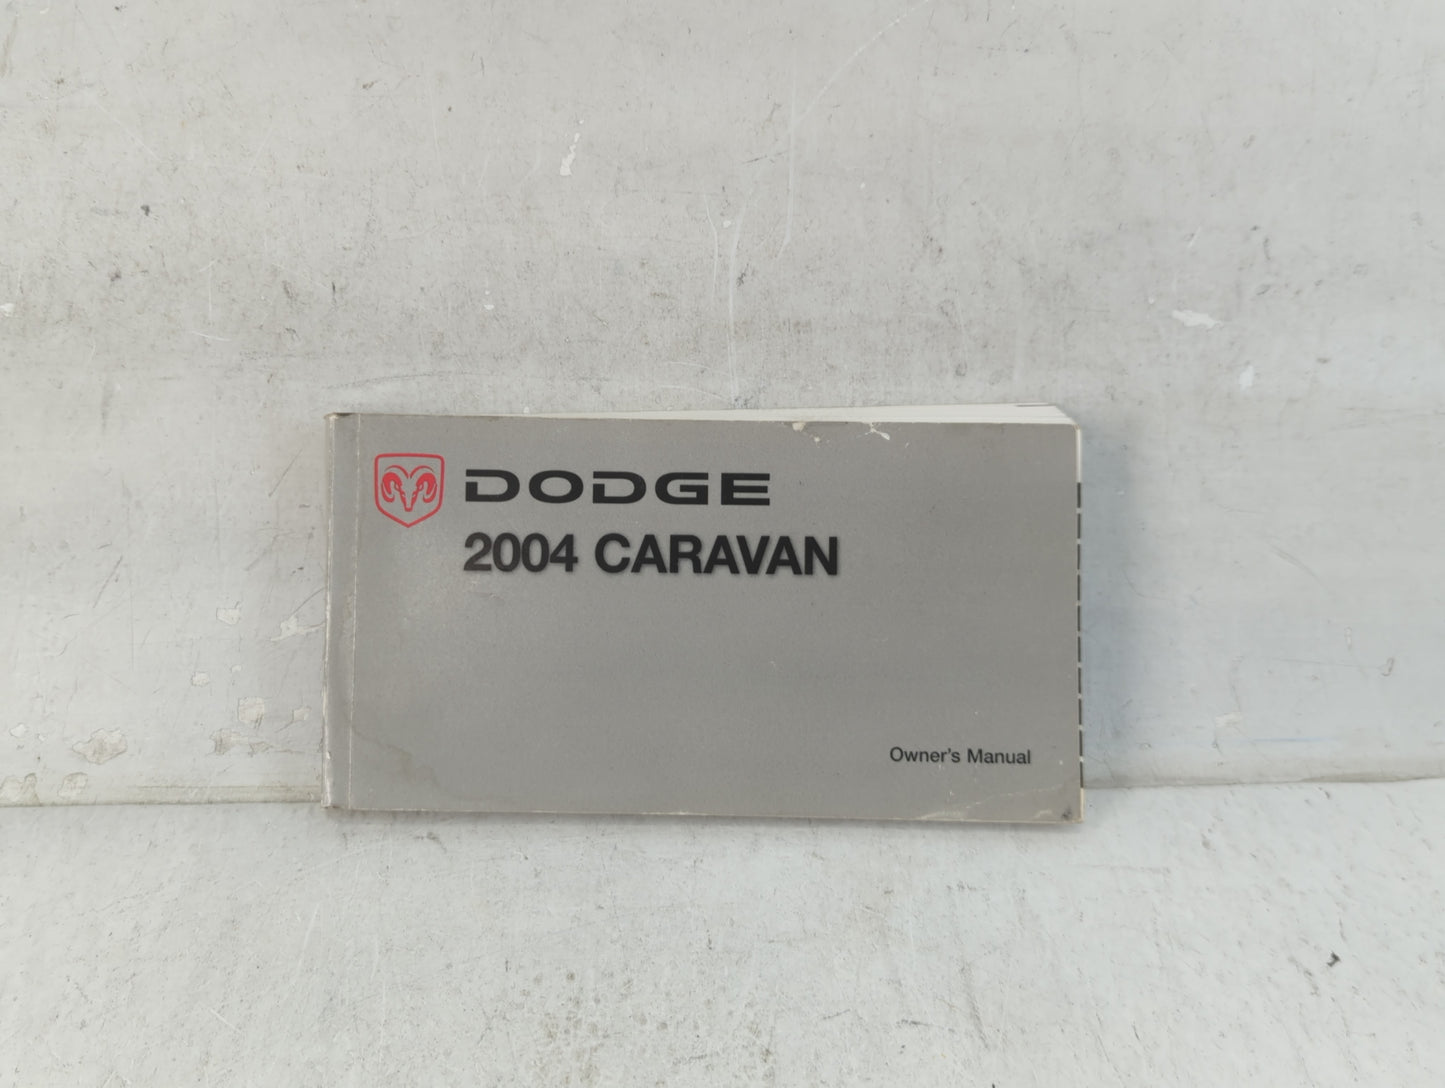 DODGE
2004 CARAVAN
Owner's Manual